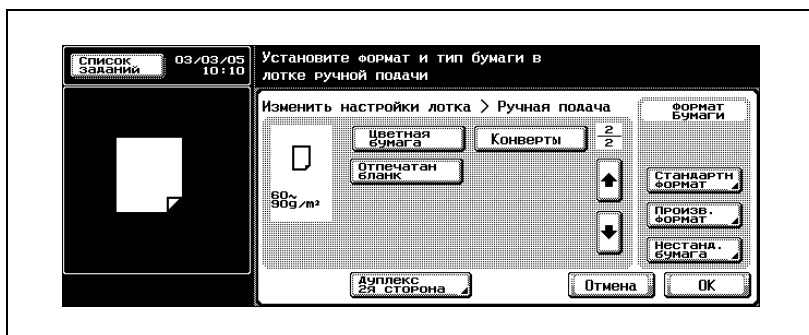 Список
заданий
03/03/05
10:10
Установите формат и тип бумаги в
лотке ручной подачи
Изменить настройки лотка > Ручная подача
Формат
бумаги
Цветная
бумага
Конверты
2
2
Отпечатан
бланк
60~
90g/m²
Стандартн
формат
Произв.
формат
Нестанд.
бумага
Дуплекс
2я сторона
Отмена
OK